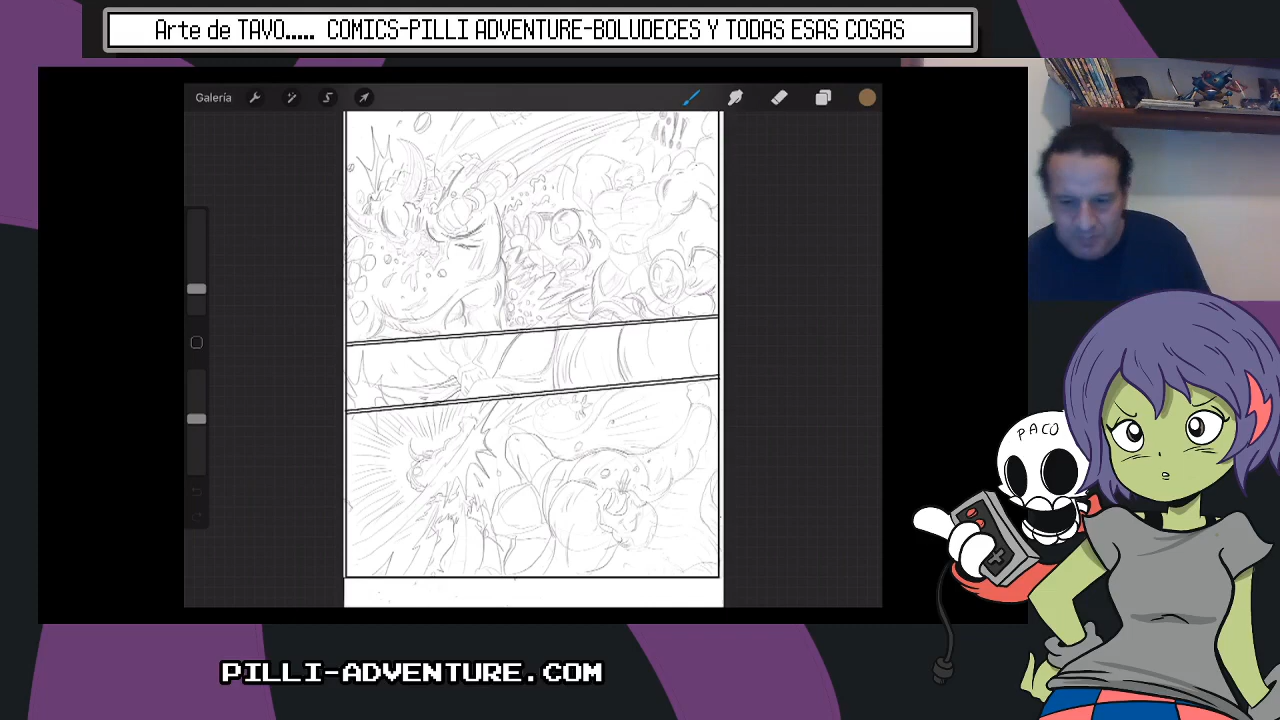 Arte de TAVO..... COMICS-PILLI ADVENTURE-BOLUDECES Y TODAS ESAS COSAS
Galería
PACO
PILLI-ADVENTURE.COM